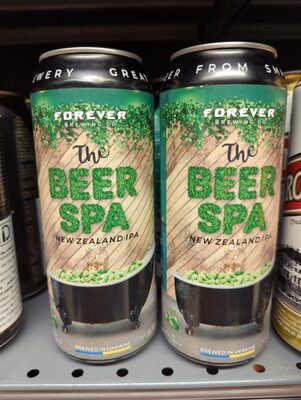 EWERY GREAT
FOREVER
BREWING CO.
The
BEER
SPA
NEW ZEALAND IPA
BREWED IN UKRAINE
ER FROM SM
FOREVER
BREWING CO.
The
BEER
SPA
NEW ZEALAND IPA
BREWED IN UKRAINE